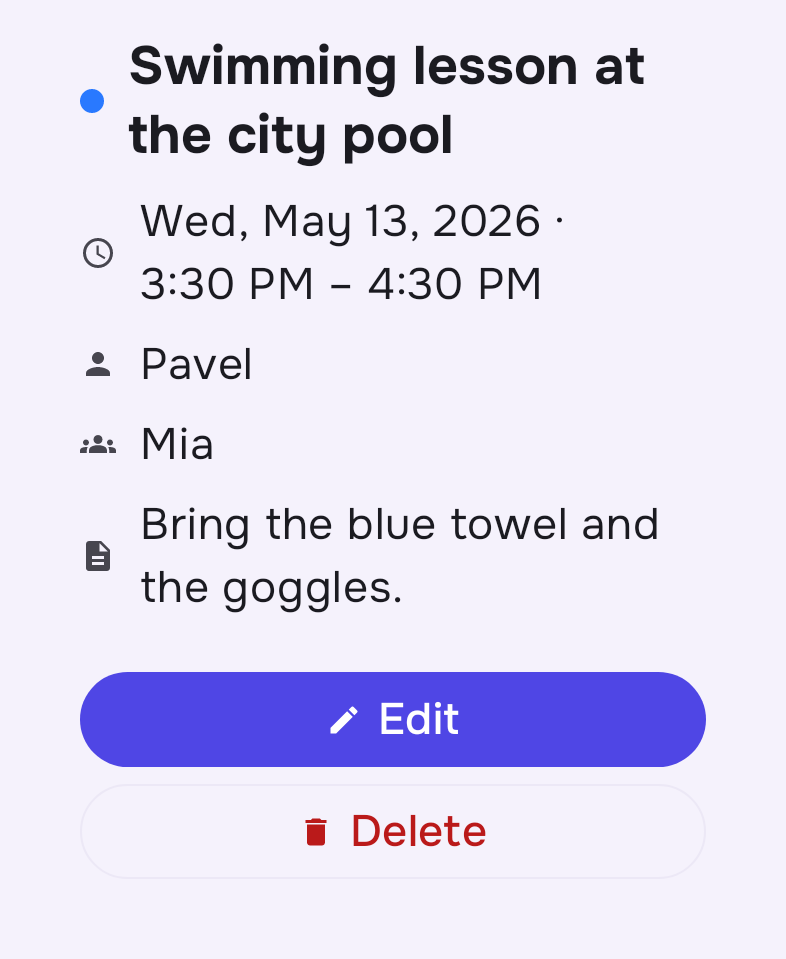 Swimming lesson at
the city pool
Wed, May 13, 2026 ·
3:30 PM – 4:30 PM
Pavel
Mia
Bring the blue towel and
the goggles.
Edit
Delete